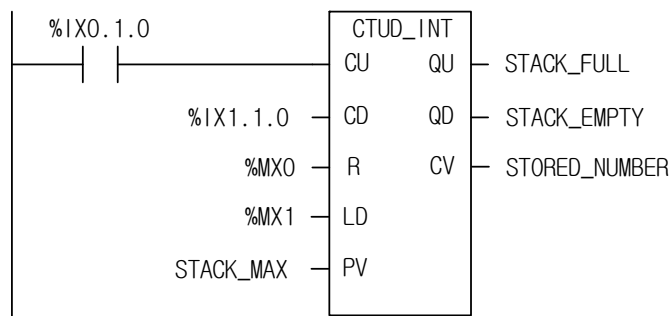 %IX0.1.0
CTUD_INT
CU QU STACK_FULL
%IX1.1.0 CD QD STACK_EMPTY
%MX0 R CV STORED_NUMBER
%MX1 LD
STACK_MAX PV